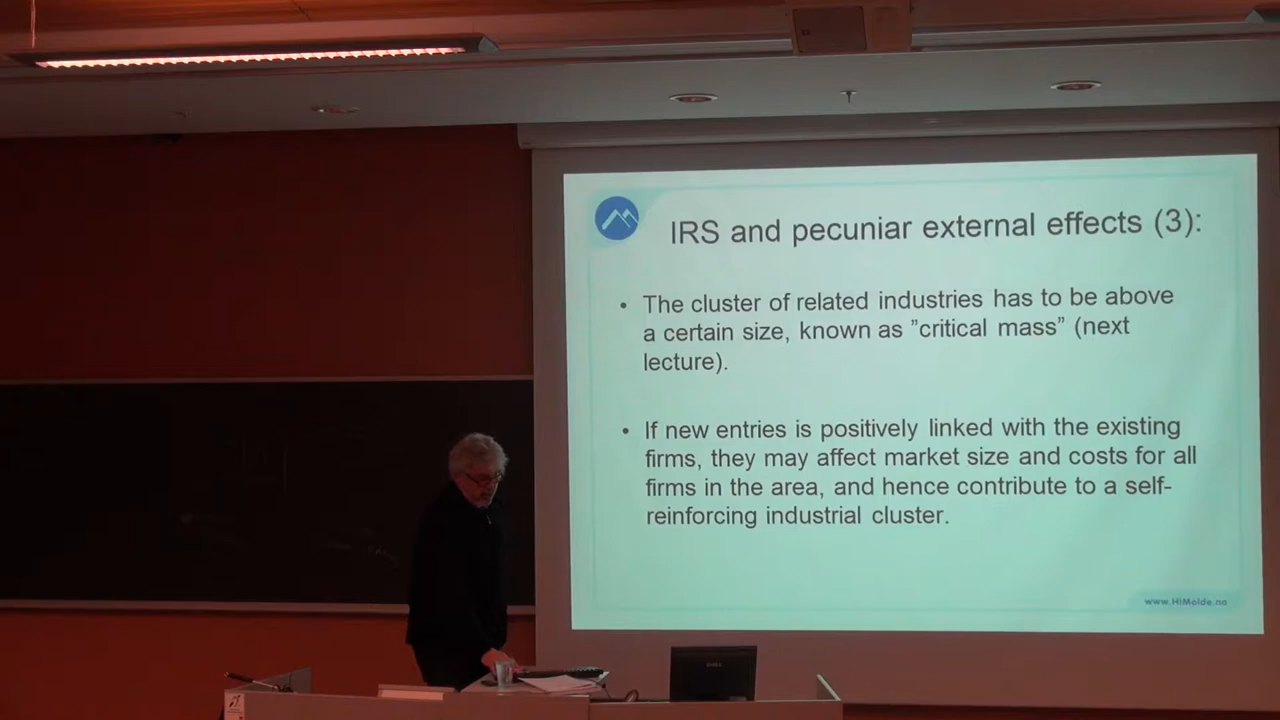 IRS and pecuniar external effects (3):
• The cluster of related industries has to be above
a certain size, known as ”critical mass” (next
lecture).
• If new entries is positively linked with the existing
firms, they may affect market size and costs for all
firms in the area, and hence contribute to a self-
reinforcing industrial cluster.
www.HiMolde.no